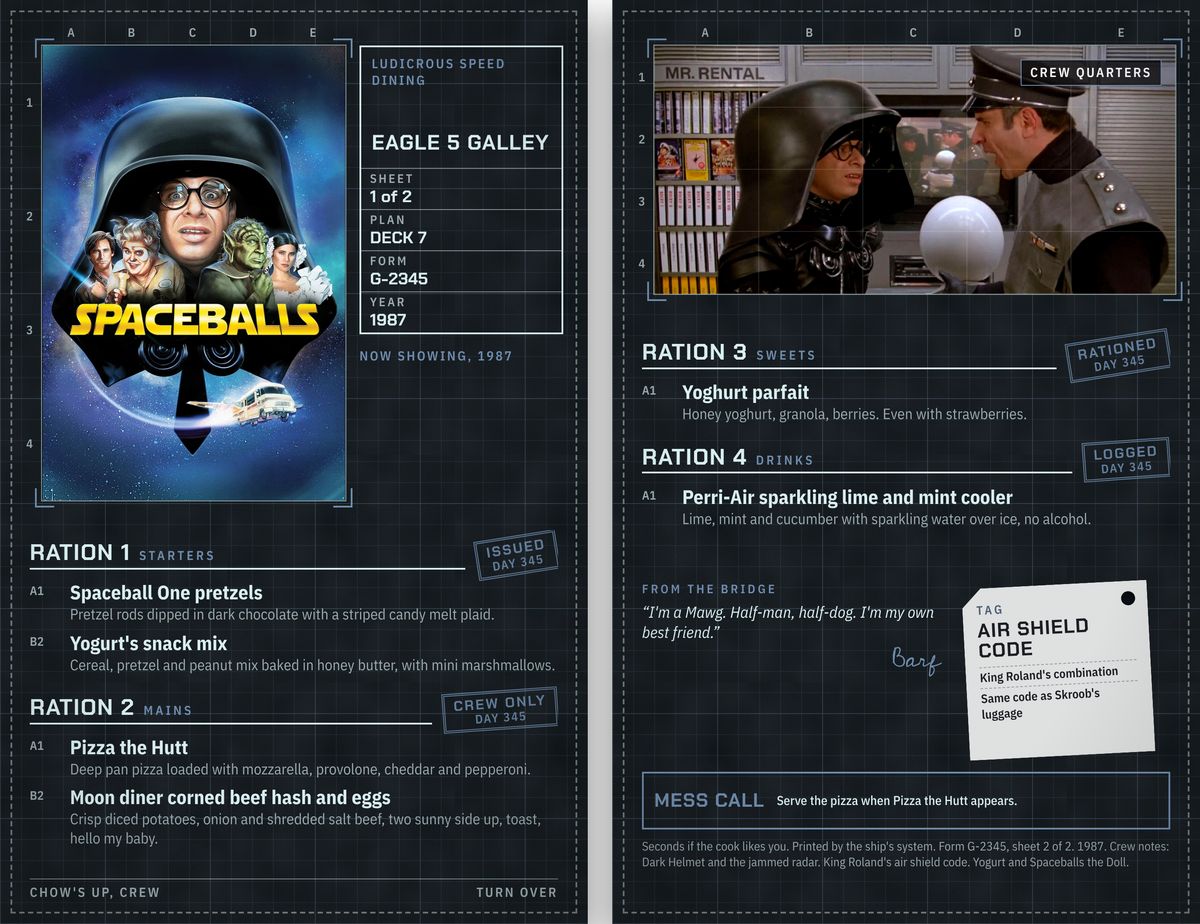 A B C D E
1
2
3
4
SPACEBALLS
LUDICROUS SPEED
DINING
EAGLE 5 GALLEY
SHEET
1 of 2
PLAN
DECK 7
FORM
G-2345
YEAR
1987
NOW SHOWING, 1987
RATION 1 STARTERS
ISSUED
DAY 345
A1 Spaceball One pretzels
Pretzel rods dipped in dark chocolate with a striped candy melt plaid.
B2 Yogurt's snack mix
Cereal, pretzel and peanut mix baked in honey butter, with mini marshmallows.
RATION 2 MAINS
CREW ONLY
DAY 345
A1 Pizza the Hutt
Deep pan pizza loaded with mozzarella, provolone, cheddar and pepperoni.
B2 Moon diner corned beef hash and eggs
Crisp diced potatoes, onion and shredded salt beef, two sunny side up, toast,
hello my baby.
CHOW'S UP, CREW TURN OVER
A B C D E
1
2
3
4
MR. RENTAL
CREW QUARTERS
RATION 3 SWEETS
RATIONED
DAY 345
A1 Yoghurt parfait
Honey yoghurt, granola, berries. Even with strawberries.
RATION 4 DRINKS
LOGGED
DAY 345
A1 Perri-Air sparkling lime and mint cooler
Lime, mint and cucumber with sparkling water over ice, no alcohol.
FROM THE BRIDGE
“I'm a Mawg. Half-man, half-dog. I'm my own
best friend.”
Barf
TAG
AIR SHIELD
CODE
King Roland's combination
Same code as Skroob's
luggage
MESS CALL Serve the pizza when Pizza the Hutt appears.
Seconds if the cook likes you. Printed by the ship's system. Form G-2345, sheet 2 of 2. 1987. Crew notes:
Dark Helmet and the jammed radar. King Roland's air shield code. Yogurt and Spaceballs the Doll.